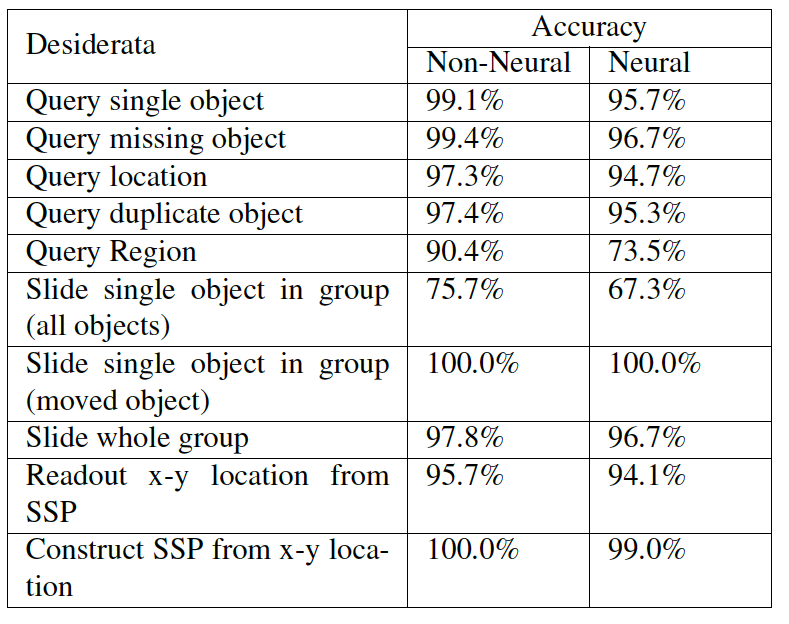 Desiderata
Accuracy
Non-Neural Neural
Query single object 99.1% 95.7%
Query missing object 99.4% 96.7%
Query location 97.3% 94.7%
Query duplicate object 97.4% 95.3%
Query Region 90.4% 73.5%
Slide single object in group 75.7% 67.3%
(all objects)
Slide single object in group 100.0% 100.0%
(moved object)
Slide whole group 97.8% 96.7%
Readout x-y location from 95.7% 94.1%
SSP
Construct SSP from x-y loca- 100.0% 99.0%
tion